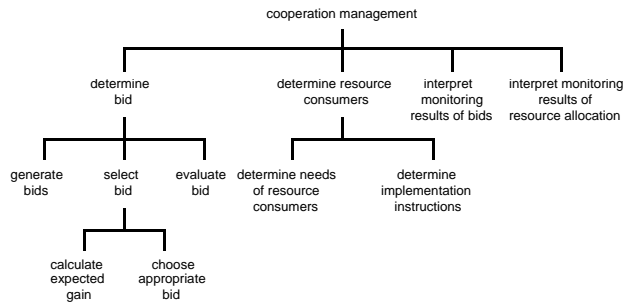 cooperation management
determine
bid
determine resource
consumers
interpret
monitoring
results of bids
interpret monitoring
results of
resource allocation
generate
bids
select
bid
evaluate
bid
determine needs
of resource
consumers
determine
implementation
instructions
calculate
expected
gain
choose
appropriate
bid